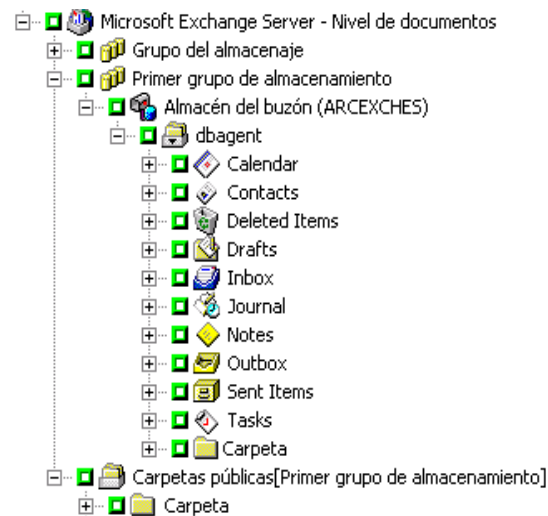 Microsoft Exchange Server - Nivel de documentos
Grupo del almacenaje
Primer grupo de almacenamiento
Almacén del buzón (ARCEXCHES)
dbagent
Calendar
Contacts
Deleted Items
Drafts
Inbox
Journal
Notes
Outbox
Sent Items
Tasks
Carpeta
Carpetas públicas[Primer grupo de almacenamiento]
Carpeta